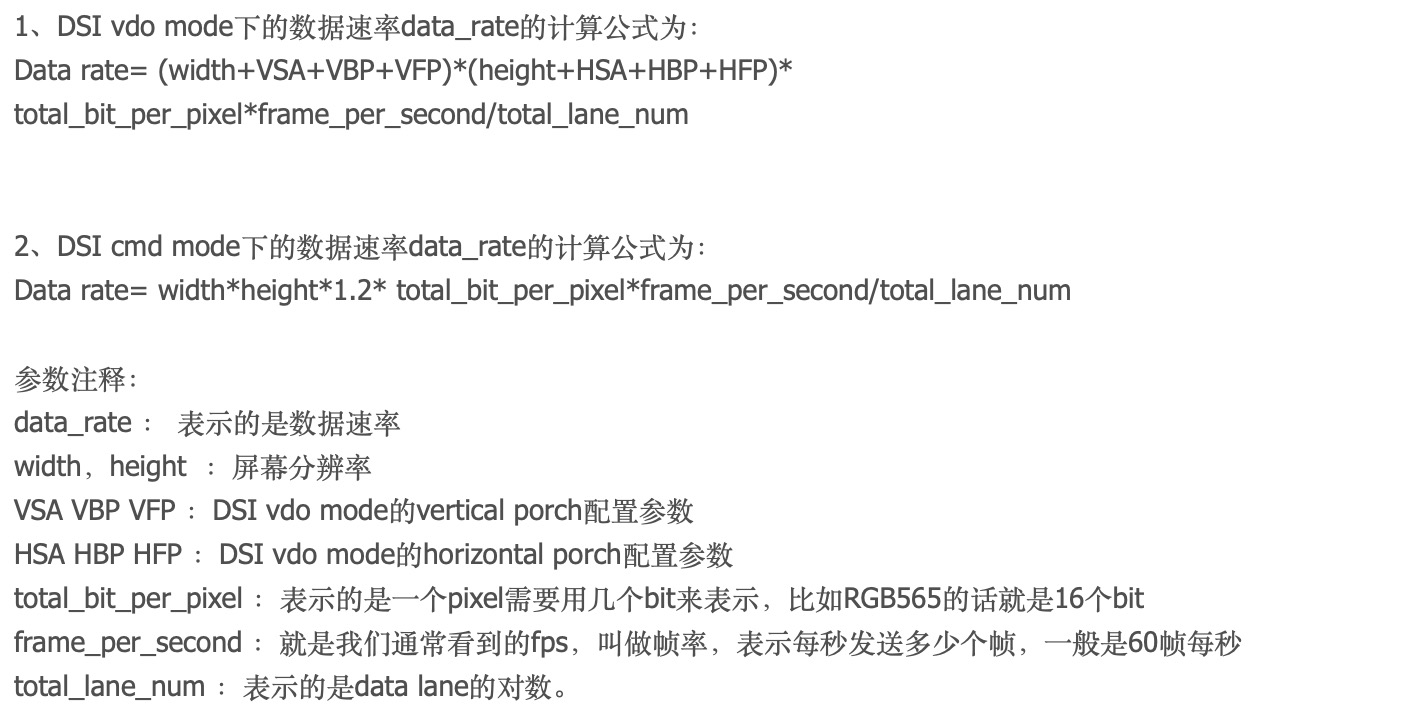 1、DSI vdo mode下的数据速率data_rate的计算公式为：
Data rate= (width+VSA+VBP+VFP)*(height+HSA+HBP+HFP)*
total_bit_per_pixel*frame_per_second/total_lane_num
2、DSI cmd mode下的数据速率data_rate的计算公式为：
Data rate= width*height*1.2* total_bit_per_pixel*frame_per_second/total_lane_num
参数注释：
data_rate ： 表示的是数据速率
width，height ：屏幕分辨率
VSA VBP VFP ：DSI vdo mode的vertical porch配置参数
HSA HBP HFP ：DSI vdo mode的horizontal porch配置参数
total_bit_per_pixel ：表示的是一个pixel需要用几个bit来表示，比如RGB565的话就是16个bit
frame_per_second ：就是我们通常看到的fps，叫做帧率，表示每秒发送多少个帧，一般是60帧每秒
total_lane_num ：表示的是data lane的对数。